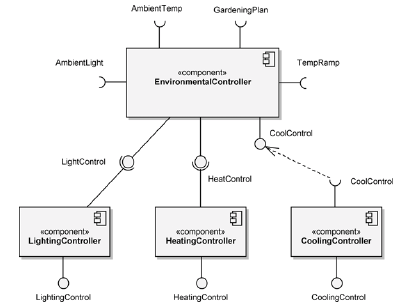 AmbientTemp
GardeningPlan
AmbientLight
TempRamp
«component»
EnvironmentalController
CoolControl
LightControl
HeatControl
CoolControl
«component»
LightingController
«component»
HeatingController
«component»
CoolingController
LightingControl
HeatingControl
CoolingControl